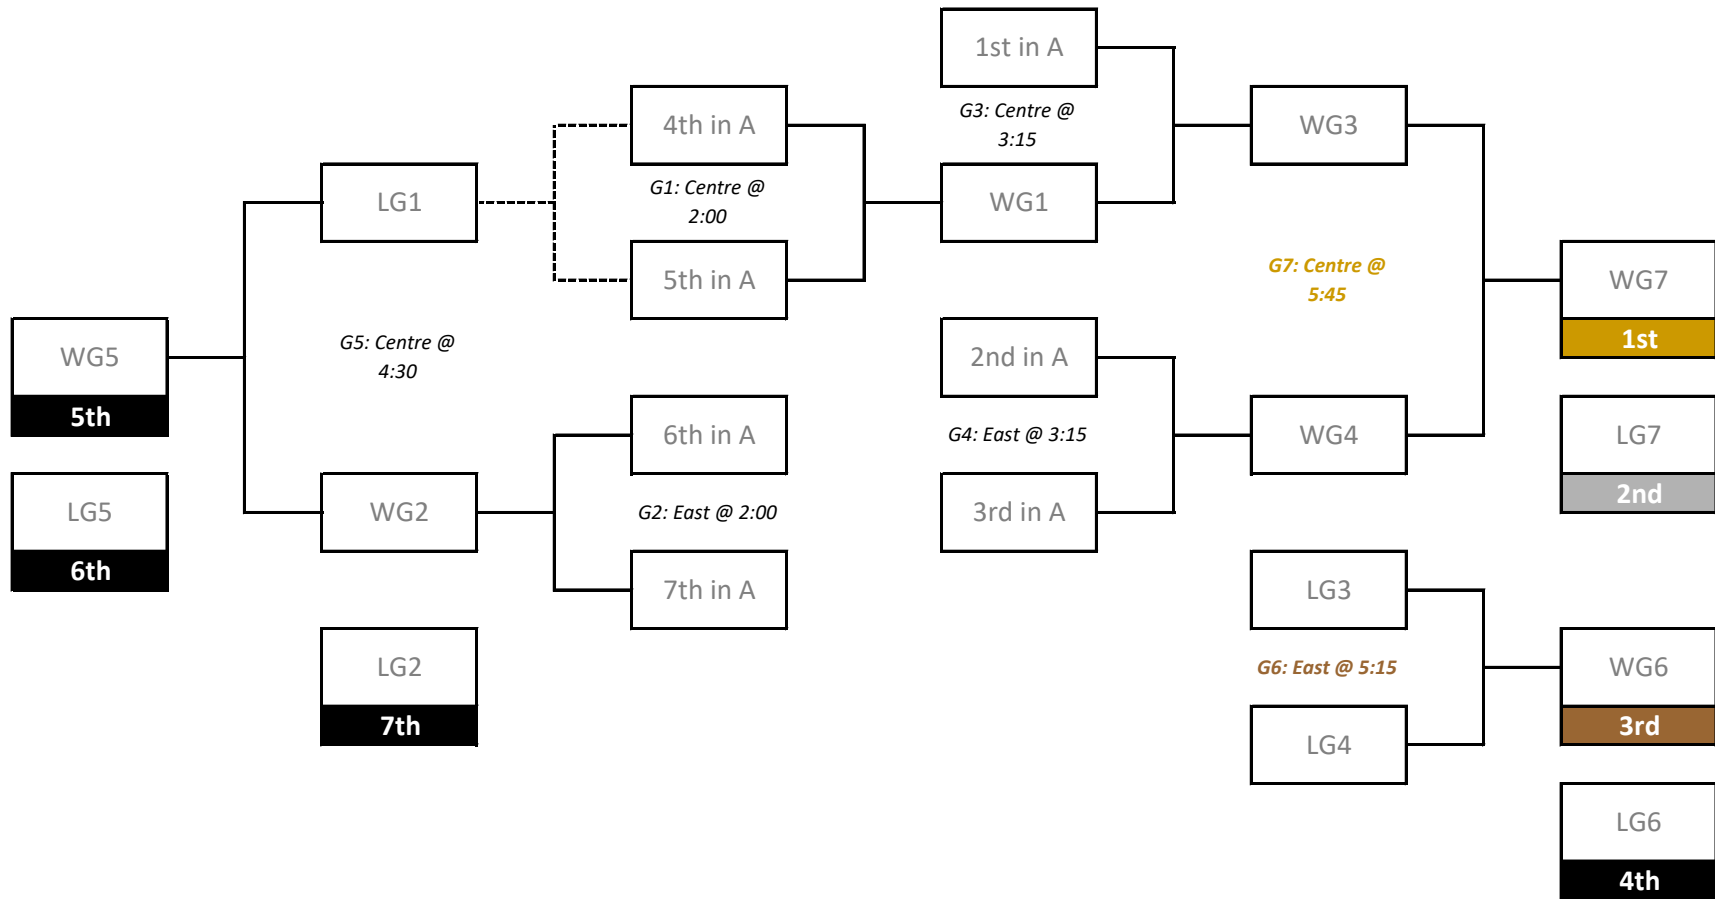 1st in A
G3: Centre @
3:15
4th in A
WG3
G1: Centre @
2:00
LG1
WG1
5th in A
G7: Centre @
5:45
WG7
1st
G5: Centre @
4:30
WG5
5th
2nd in A
6th in A
G4: East @ 3:15
WG4
LG7
2nd
LG5
6th
WG2
G2: East @ 2:00
3rd in A
7th in A
LG3
LG2
7th
G6: East @ 5:15
WG6
3rd
LG4
LG6
4th